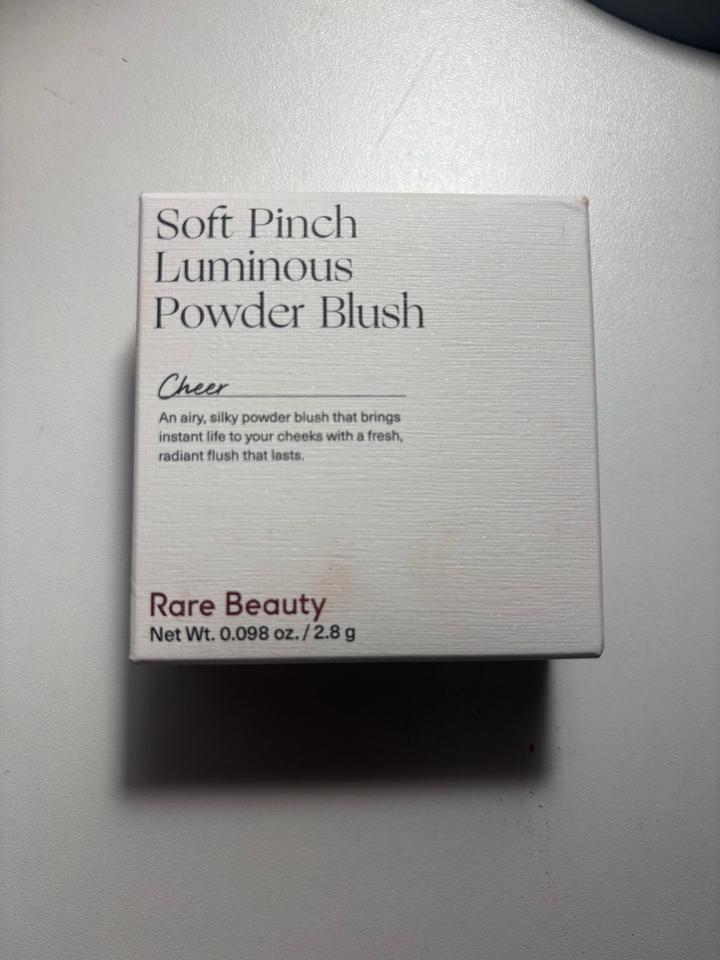 Soft Pinch
Luminous
Powder Blush
Cheer
An airy, silky powder blush that brings
instant life to your cheeks with a fresh,
radiant flush that lasts.
Rare Beauty
Net Wt. 0.098 oz. / 2.8 g